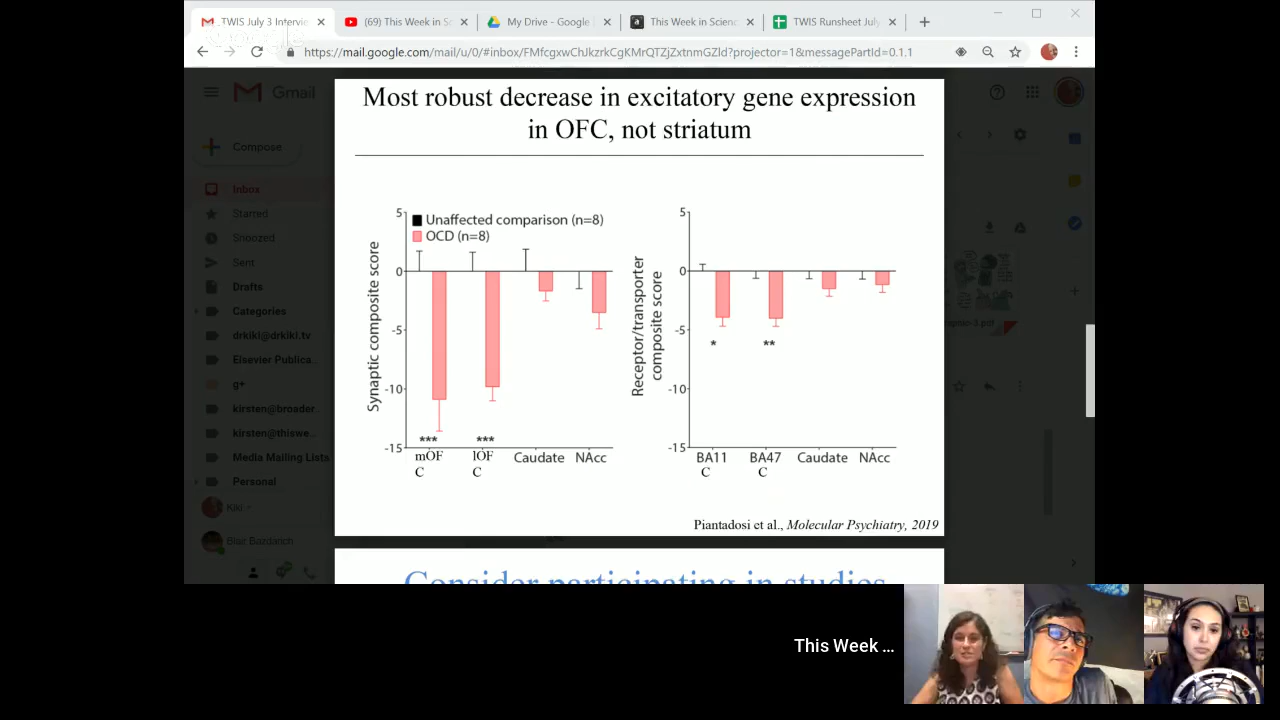 TWIS July 3 Intervie
(69) This Week in Sc
My Drive - Google
This Week in Scienc
TWIS Runsheet July
https://mail.google.com/mail/u/0/#inbox/FMfcgxwChJkzrkCgKMrQTZjZxtnmGZld?projector=1&messagePartId=0.1.1
Gmail
Compose
Inbox
Starred
Snoozed
Sent
Drafts
Categories
drkiki@drkiki.tv
Elsevier Publica...
g+
kirsten@broader...
kirsten@thiswe...
Media Mailing Lists
Personal
Kiki
Blair Bazdarich
Most robust decrease in excitatory gene expression
in OFC, not striatum
Synaptic composite score
5
0
-5
-10
-15
Unaffected comparison (n=8)
OCD (n=8)
***
***
mOF
C
lOF
C
Caudate
NAcc
Receptor/transporter
composite score
5
0
-5
-10
-15
*
**
BA11
C
BA47
C
Caudate
NAcc
Piantadosi et al., Molecular Psychiatry, 2019
Consider participating in studies
This Week ...